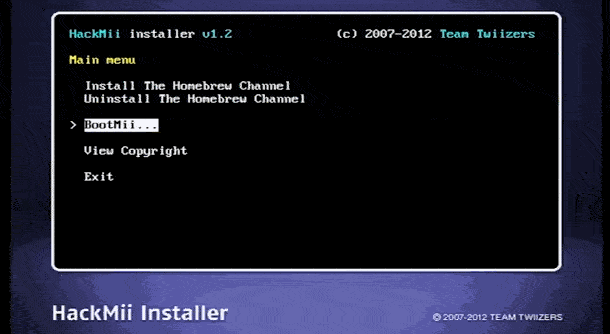 HackMii installer v1.2 (c) 2007-2012 Team Twiizers
Main menu
Install The Homebrew Channel
Uninstall The Homebrew Channel
> BootMii...
View Copyright
Exit
HackMii Installer © 2007-2012 TEAM TWIIZERS